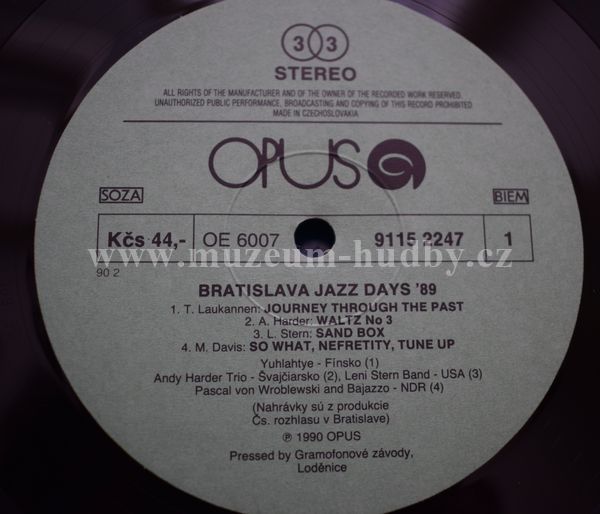 33
STEREO
ALL RIGHTS OF THE MANUFACTURER AND OF THE OWNER OF THE RECORDED WORK RESERVED.
UNAUTHORIZED PUBLIC PERFORMANCE, BROADCASTING AND COPYING OF THIS RECORD PROHIBITED
MADE IN CZECHOSLOVAKIA
OPUS
SOZA BIEM
Kčs 44,- OE 6007 9115 2247 1
www.muzeum-hudby.cz
90 2
BRATISLAVA JAZZ DAYS '89
1. T. Laukannen: JOURNEY THROUGH THE PAST
2. A. Harder: WALTZ No 3
3. L. Stern: SAND BOX
4. M. Davis: SO WHAT, NEFRETITY, TUNE UP
Yuhlahtye - Fínsko (1)
Andy Harder Trio - Švajčiarsko (2), Leni Stern Band - USA (3)
Pascal von Wroblewski and Bajazzo - NDR (4)
(Nahrávky sú z produkcie
Čs. rozhlasu v Bratislave)
℗ 1990 OPUS
Pressed by Gramofonové závody,
Loděnice